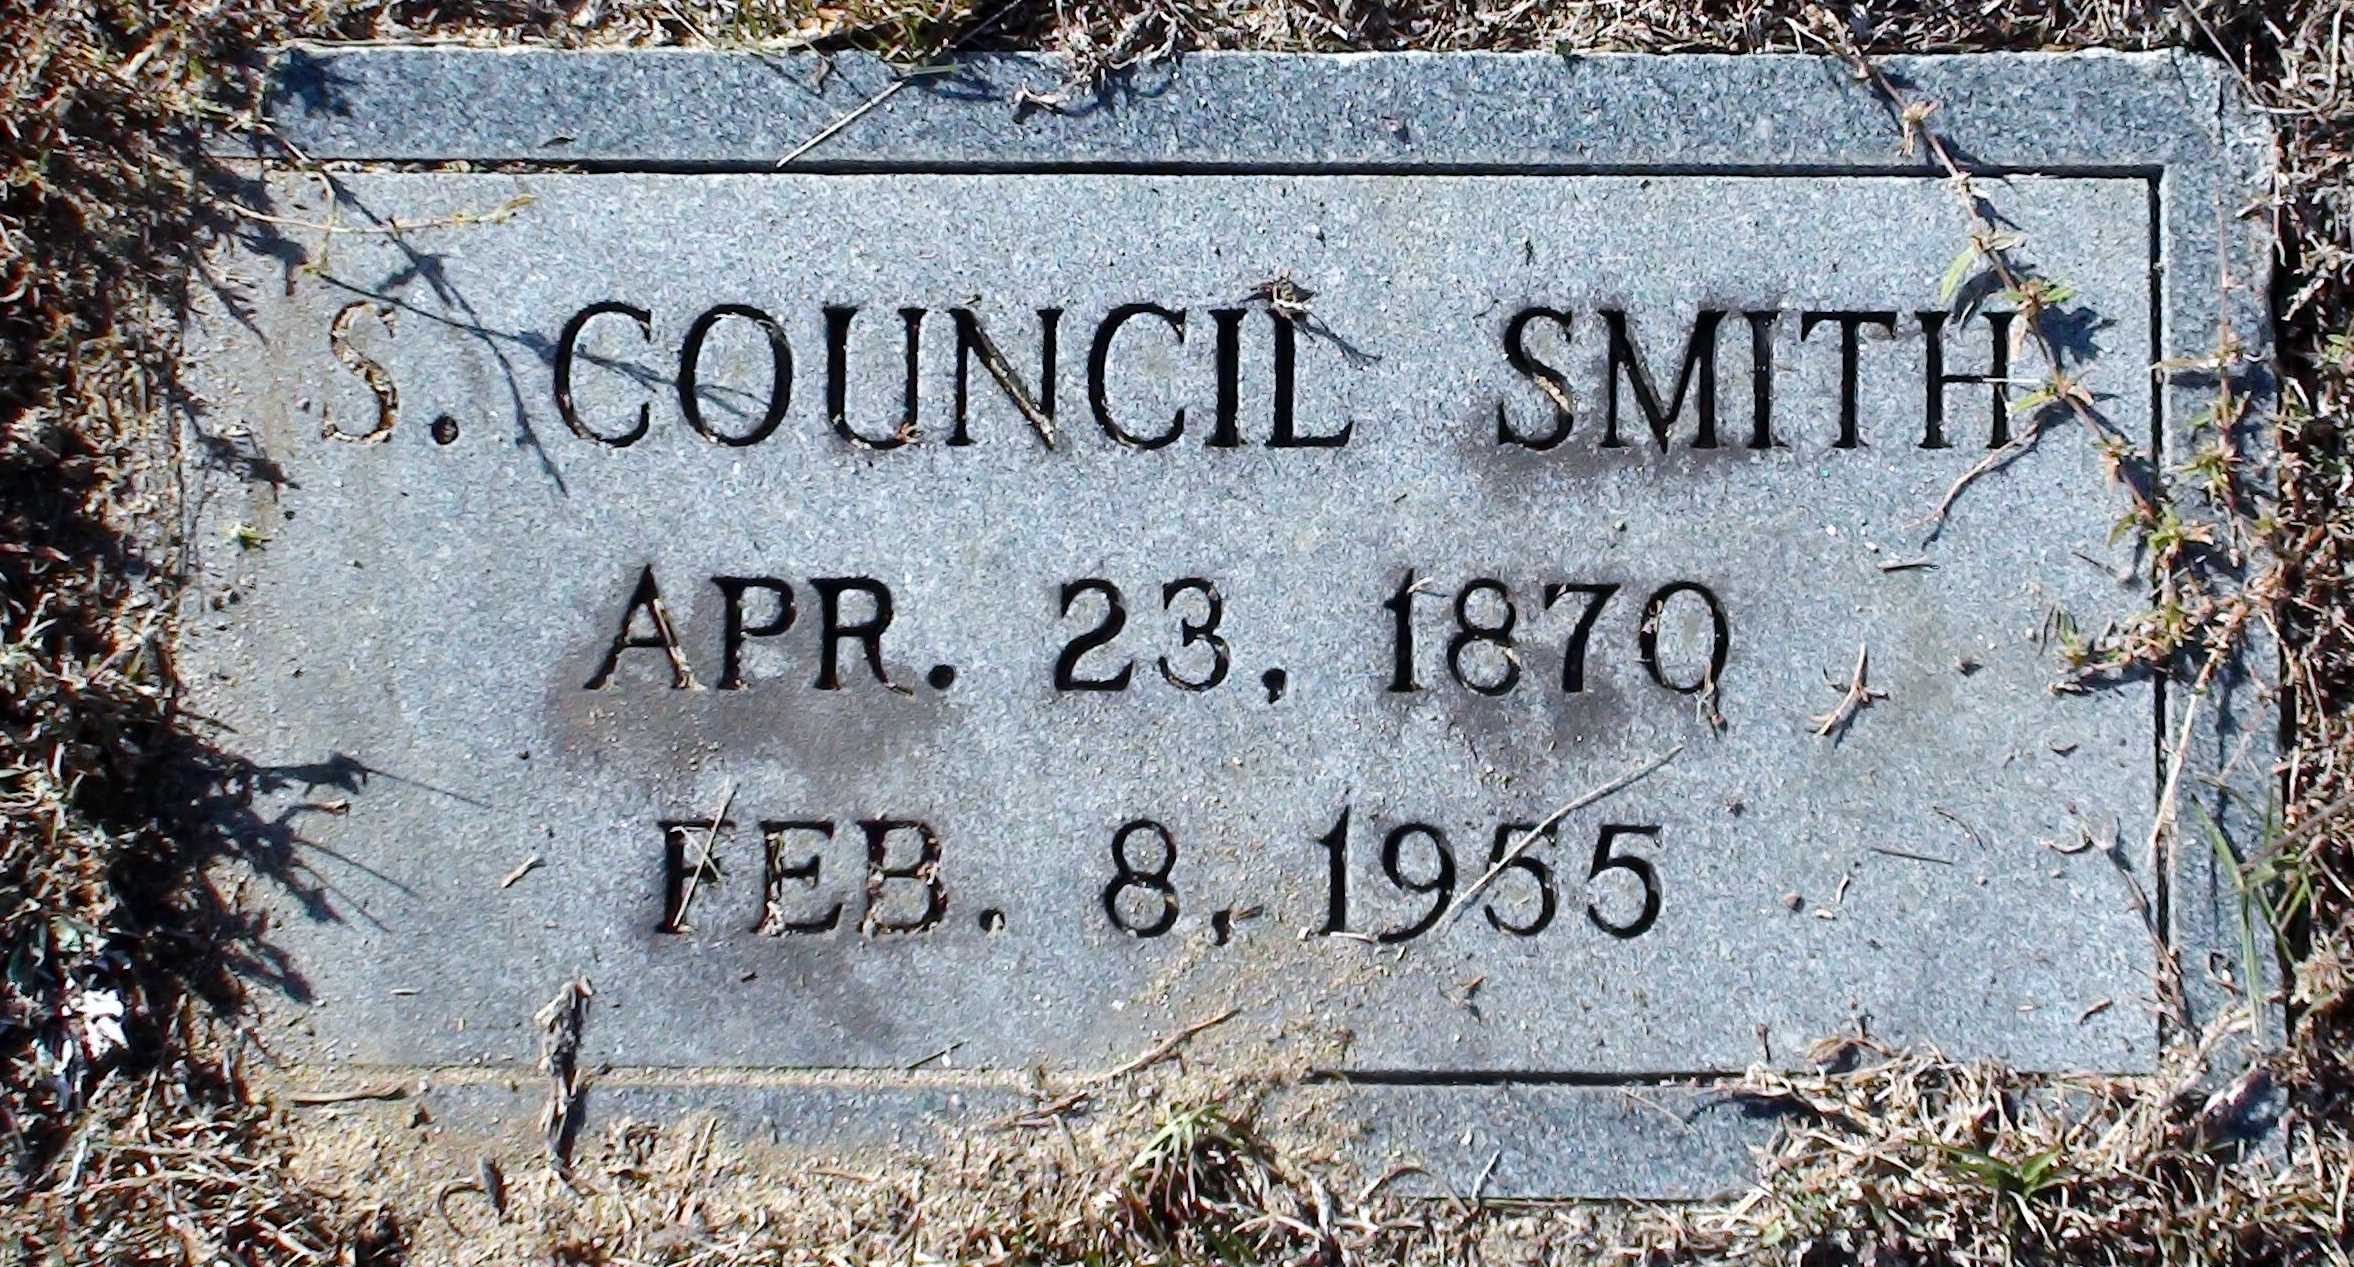 S. COUNCIL SMITH
APR. 23, 1870
FEB. 8, 1955